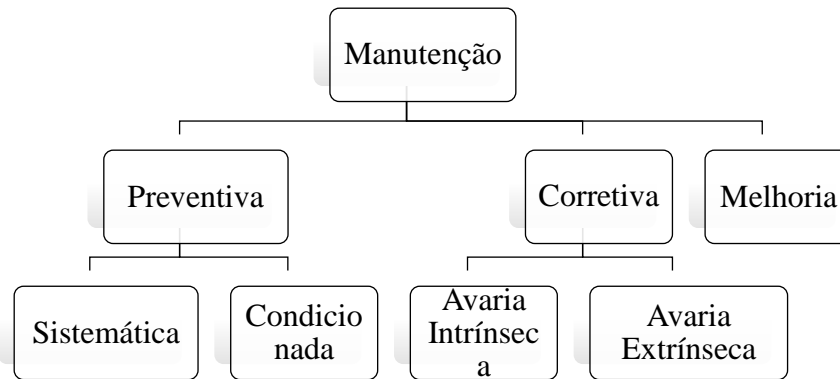 Manutenção
Preventiva
Corretiva
Melhoria
Sistemática
Condicio
nada
Avaria
Intrínsec
a
Avaria
Extrínseca